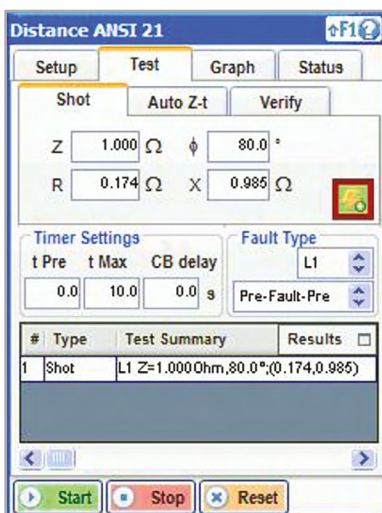 Distance ANSI 21 ⇧F1?
Setup Test Graph Status
Shot Auto Z-t Verify
Z 1.000 Ω ϕ 80.0 °
R 0.174 Ω X 0.985 Ω
Timer Settings Fault Type
t Pre t Max CB delay L1
0.0 10.0 0.0 s Pre-Fault-Pre
# Type Test Summary Results
1 Shot L1 Z=1.000Ohm,80.0°;(0.174,0.985)
Start Stop Reset